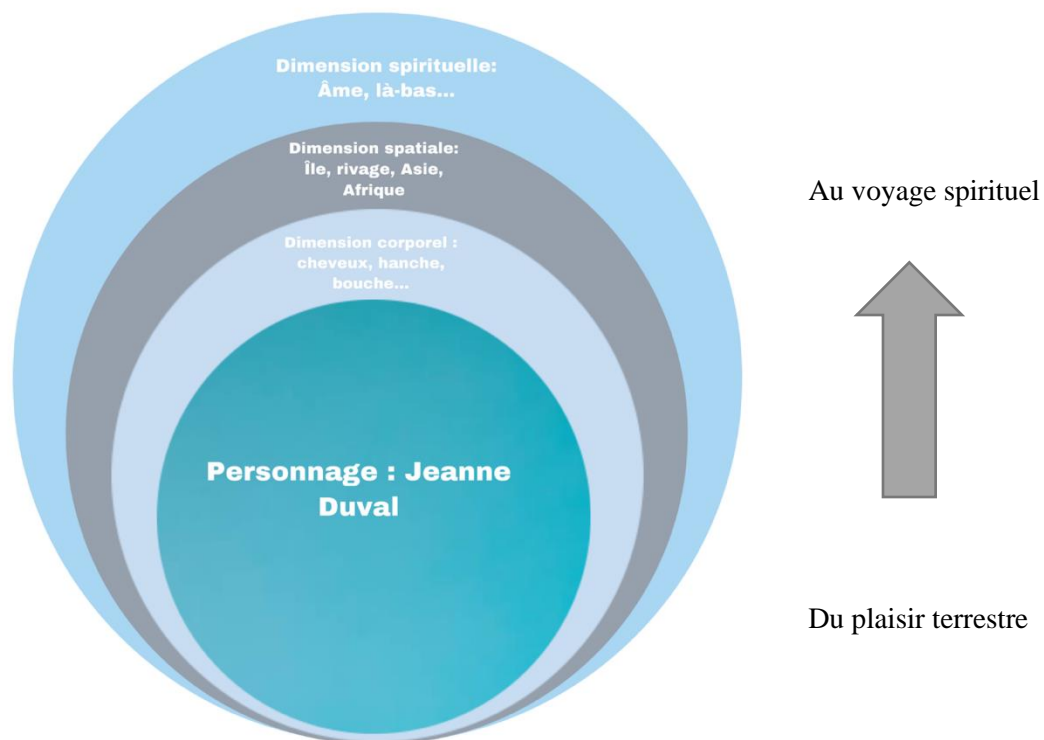 Dimension spirituelle:
Âme, là-bas...
Dimension spatiale:
Île, rivage, Asie,
Afrique
Dimension corporel :
cheveux, hanche,
bouche...
Personnage : Jeanne
Duval
Au voyage spirituel
Du plaisir terrestre